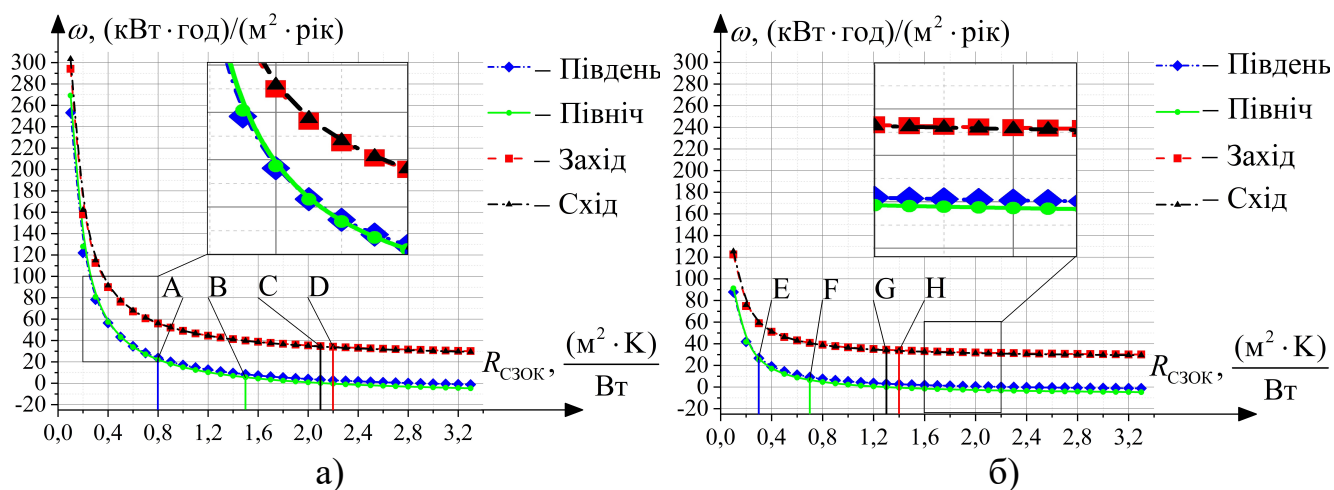 ω, (кВт · год)/(м² · рік)
300
280
260
240
220
200
180
160
140
120
100
80
60
40
20
0
-20
0,0 0,4 0,8 1,2 1,6 2,0 2,4 2,8 3,2
A B C D
– Південь
– Північ
– Захід
– Схід
R_СЗОК, (м² · K)/Вт
а)
ω, (кВт · год)/(м² · рік)
300
280
260
240
220
200
180
160
140
120
100
80
60
40
20
0
-20
0,0 0,4 0,8 1,2 1,6 2,0 2,4 2,8 3,2
E F G H
– Південь
– Північ
– Захід
– Схід
R_СЗОК, (м² · K)/Вт
б)